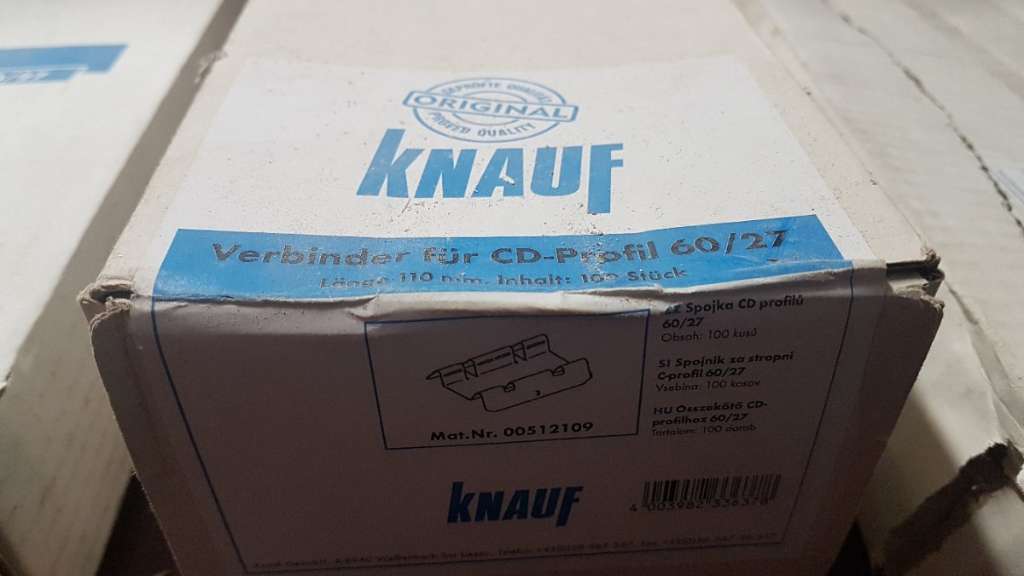 GEPRÜFTE QUALITÄT
ORIGINAL
PROVED QUALITY
KNAUF
Verbinder für CD-Profil 60/27
Länge 110 mm. Inhalt: 100 Stück
CZ Spojka CD profilů
60/27
Obsah: 100 kusů
SI Spojnik za stropni
C-profil 60/27
Vsebina: 100 kosov
HU Összekötő CD-
profilhoz 60/27
Tartalom: 100 darab
Mat.Nr. 00512109
KNAUF